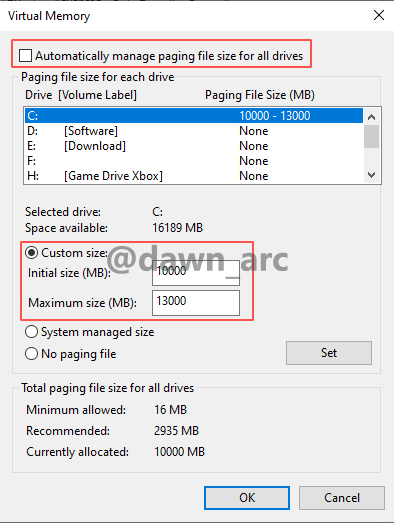 Virtual Memory
Automatically manage paging file size for all drives
Paging file size for each drive
Drive [Volume Label] Paging File Size (MB)
C: 10000 - 13000
D: [Software] None
E: [Download] None
F: None
H: [Game Drive Xbox] None
Selected drive: C:
Space available: 16189 MB
Custom size:
@dawn_arc
Initial size (MB): 10000
Maximum size (MB): 13000
System managed size
No paging file Set
Total paging file size for all drives
Minimum allowed: 16 MB
Recommended: 2935 MB
Currently allocated: 10000 MB
OK Cancel